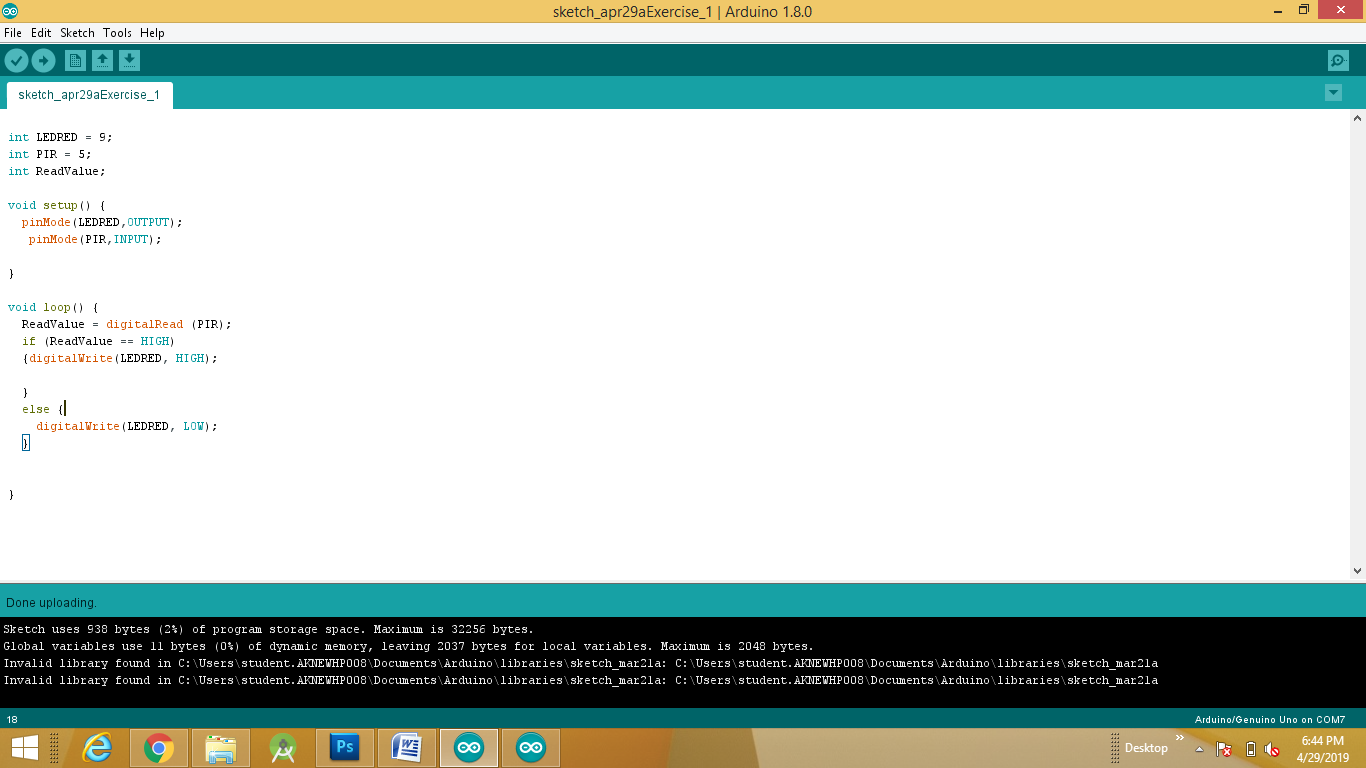 sketch_apr29aExercise_1 | Arduino 1.8.0
File Edit Sketch Tools Help
sketch_apr29aExercise_1
int LEDRED = 9;
int PIR = 5;
int ReadValue;
void setup() {
pinMode(LEDRED,OUTPUT);
pinMode(PIR,INPUT);
}
void loop() {
ReadValue = digitalRead (PIR);
if (ReadValue == HIGH)
{digitalWrite(LEDRED, HIGH);
}
else {
digitalWrite(LEDRED, LOW);
}
}
Done uploading.
Sketch uses 938 bytes (2%) of program storage space. Maximum is 32256 bytes.
Global variables use 11 bytes (0%) of dynamic memory, leaving 2037 bytes for local variables. Maximum is 2048 bytes.
Invalid library found in C:\Users\student.AKNEWHP008\Documents\Arduino\libraries\sketch_mar21a: C:\Users\student.AKNEWHP008\Documents\Arduino\libraries\sketch_mar21a
Invalid library found in C:\Users\student.AKNEWHP008\Documents\Arduino\libraries\sketch_mar21a: C:\Users\student.AKNEWHP008\Documents\Arduino\libraries\sketch_mar21a
18 Arduino/Genuino Uno on COM7
Ps
Desktop
6:44 PM
4/29/2019